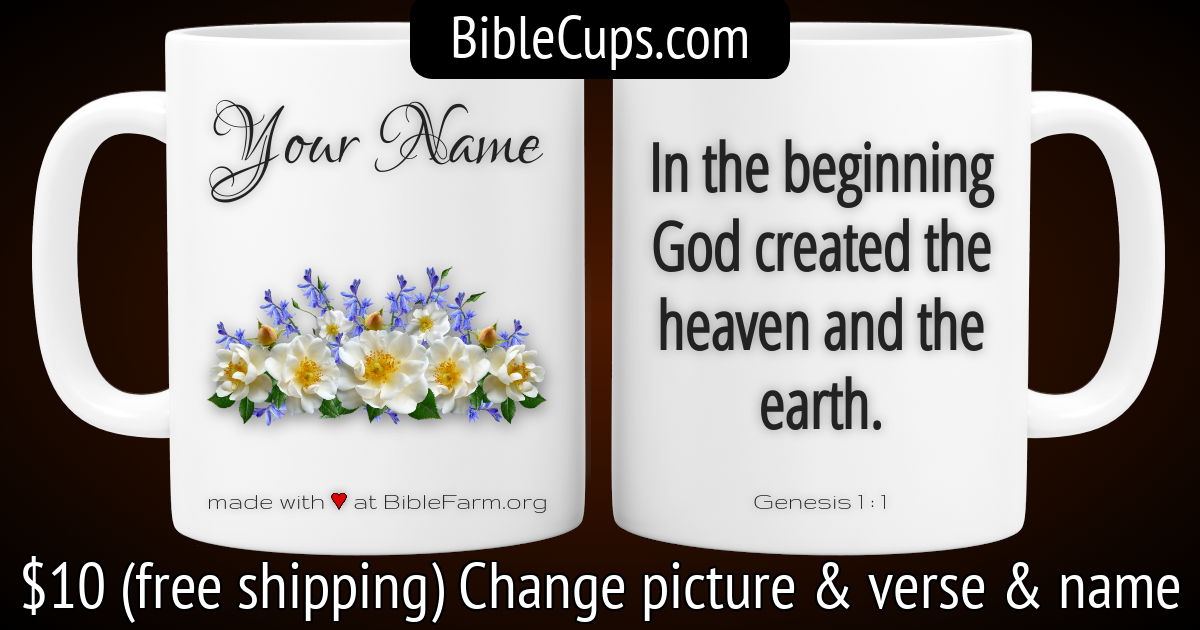 BibleCups.com
Your Name
made with ♥ at BibleFarm.org
In the beginning
God created the
heaven and the
earth.
Genesis 1:1
$10 (free shipping) Change picture & verse & name